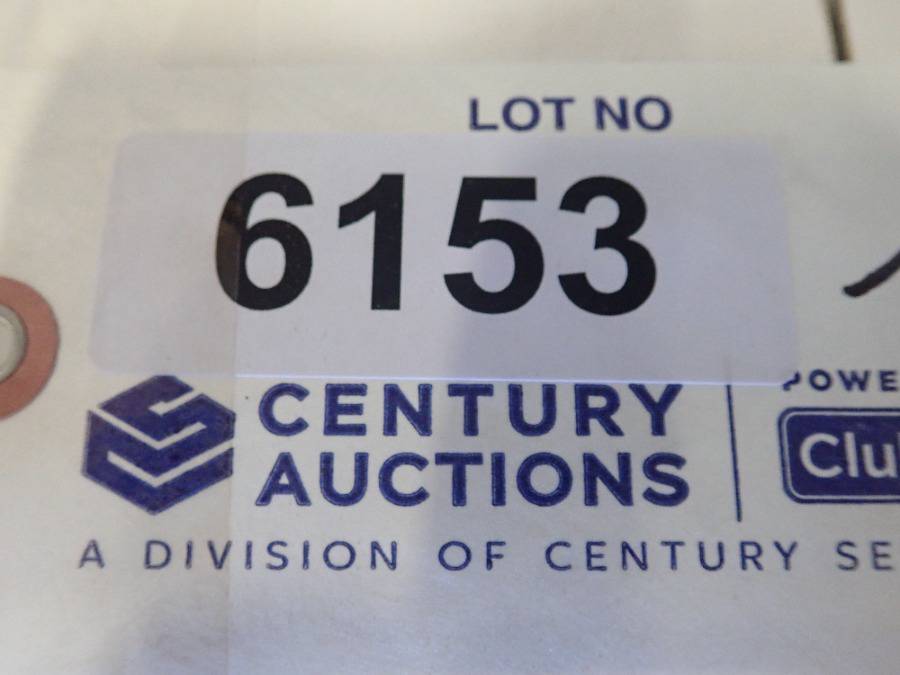 LOT NO
6153
CENTURY
AUCTIONS
A DIVISION OF CENTURY